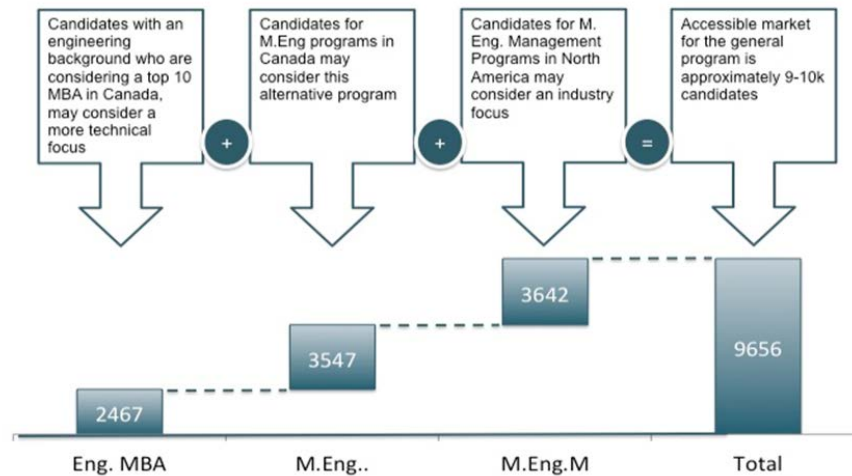 Candidates with an
engineering
background who are
considering a top 10
MBA in Canada,
may consider a
more technical
focus
+
Candidates for
M.Eng programs in
Canada may
consider this
alternative program
+
Candidates for M.
Eng. Management
Programs in North
America may
consider an industry
focus
=
Accessible market
for the general
program is
approximately 9-10k
candidates
2467
3547
3642
9656
Eng. MBA
M.Eng..
M.Eng.M
Total